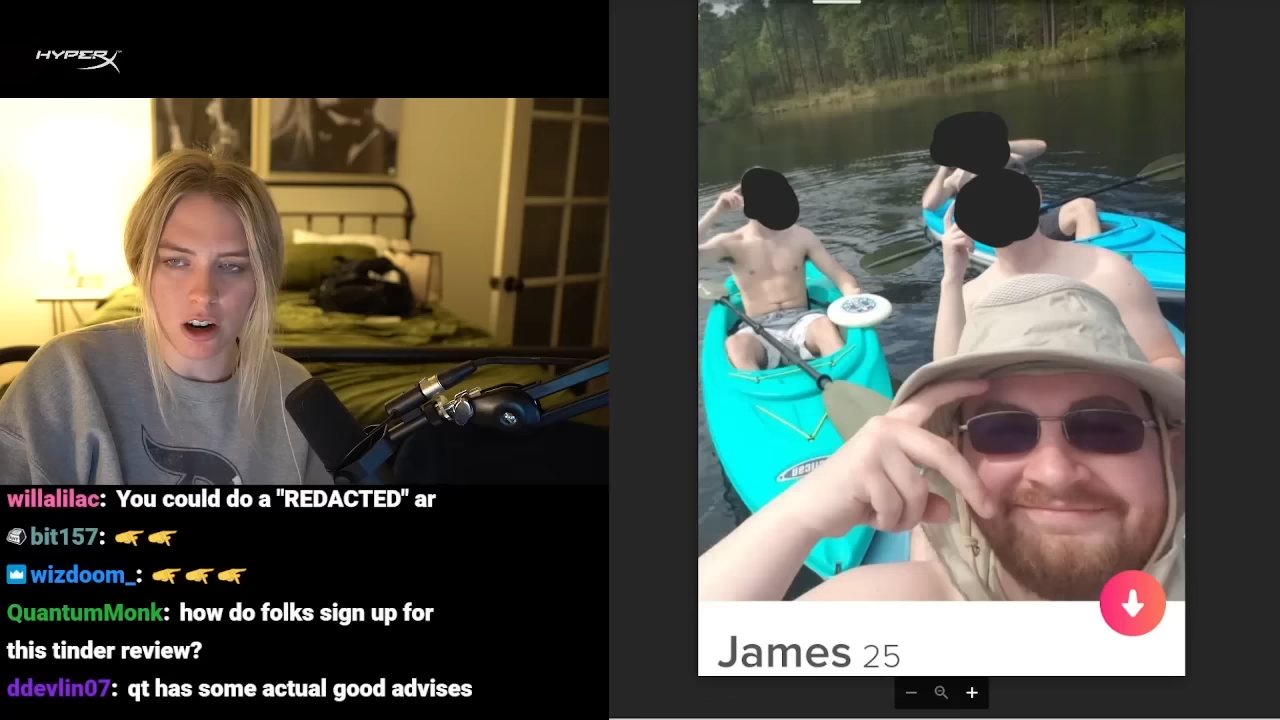 HYPERX
willalilac: You could do a "REDACTED" ar
bit157:
wizdoom_:
QuantumMonk: how do folks sign up for
this tinder review?
ddevlin07: qt has some actual good advises
James 25